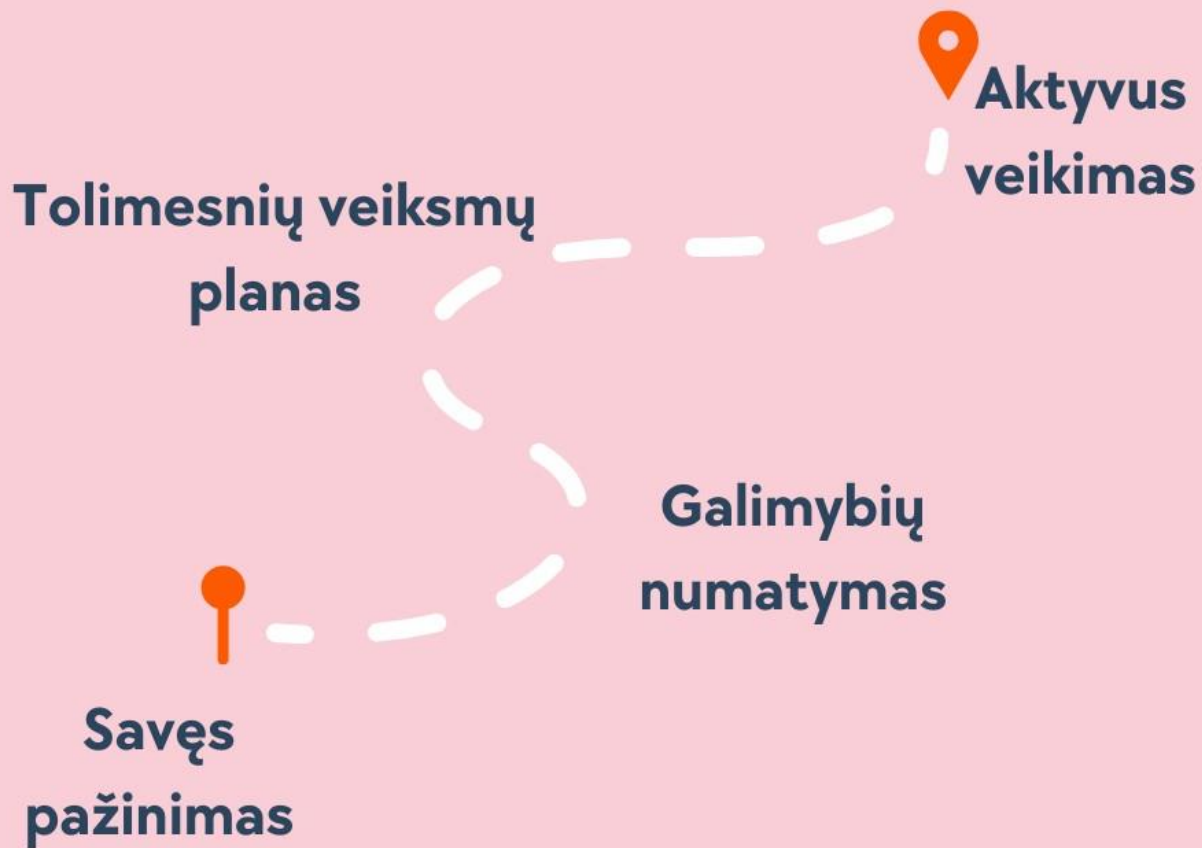 Aktyvus
veikimas
Tolimesnių veiksmų
planas
Galimybių
numatymas
Savęs
pažinimas